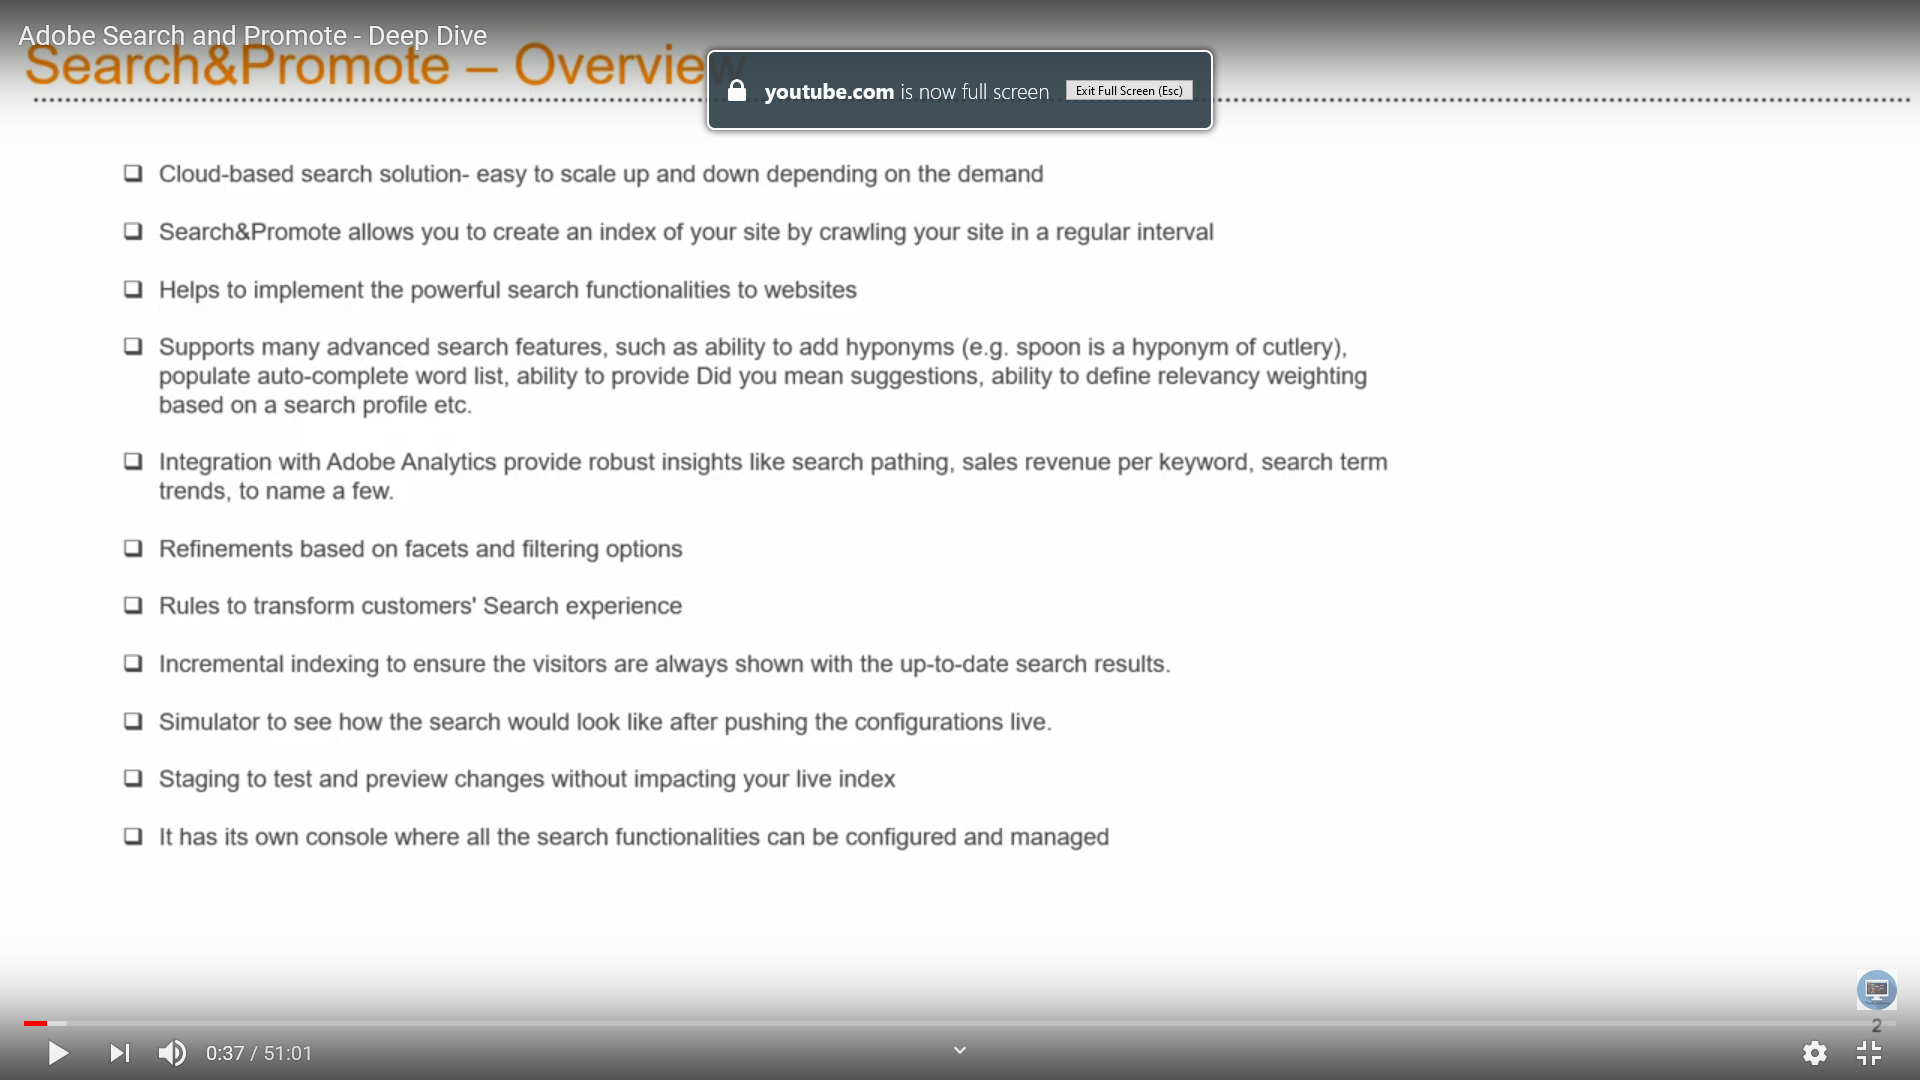 Adobe Search and Promote - Deep Dive
Search&Promote – Overview
youtube.com is now full screen
Exit Full Screen (Esc)
Cloud-based search solution- easy to scale up and down depending on the demand
Search&Promote allows you to create an index of your site by crawling your site in a regular interval
Helps to implement the powerful search functionalities to websites
Supports many advanced search features, such as ability to add hyponyms (e.g. spoon is a hyponym of cutlery),
populate auto-complete word list, ability to provide Did you mean suggestions, ability to define relevancy weighting
based on a search profile etc.
Integration with Adobe Analytics provide robust insights like search pathing, sales revenue per keyword, search term
trends, to name a few.
Refinements based on facets and filtering options
Rules to transform customers' Search experience
Incremental indexing to ensure the visitors are always shown with the up-to-date search results.
Simulator to see how the search would look like after pushing the configurations live.
Staging to test and preview changes without impacting your live index
It has its own console where all the search functionalities can be configured and managed
2
0:37 / 51:01